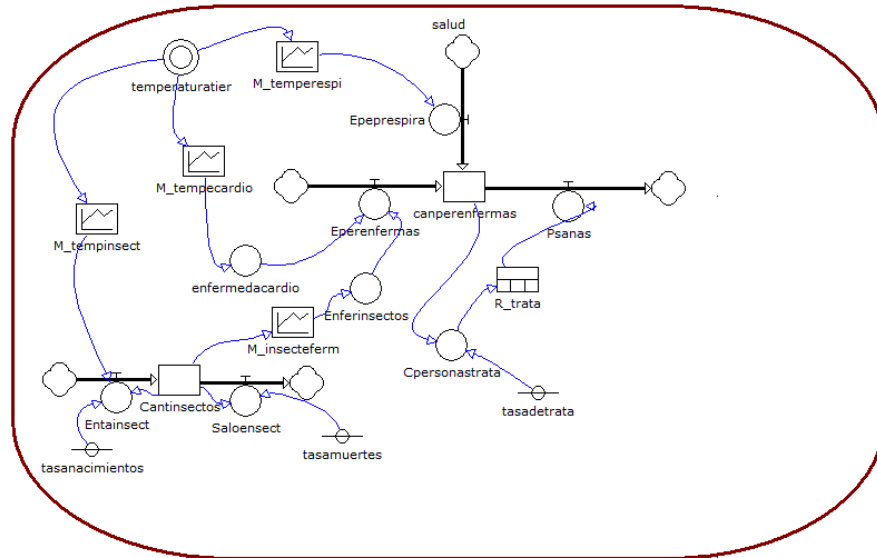 salud
temperaturatier
M_temperespi
Epeprespira
M_tempecardio
canperenfermas
Eperenfermas
Psanas
M_tempinsect
enfermedacardio
Enferinsectos
R_trata
M_insecteferm
Cpersonastrata
Cantinsectos
tasadetrata
Entainsect
Saloensect
tasamuertes
tasanacimientos